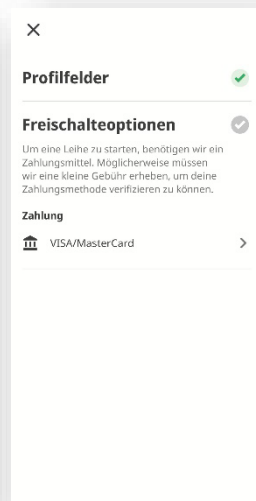 Profilfelder
Freischalteoptionen
Um eine Leihe zu starten, benötigen wir ein
Zahlungsmittel. Möglicherweise müssen
wir eine kleine Gebühr erheben, um deine
Zahlungsmethode verifizieren zu können.
Zahlung
VISA/MasterCard